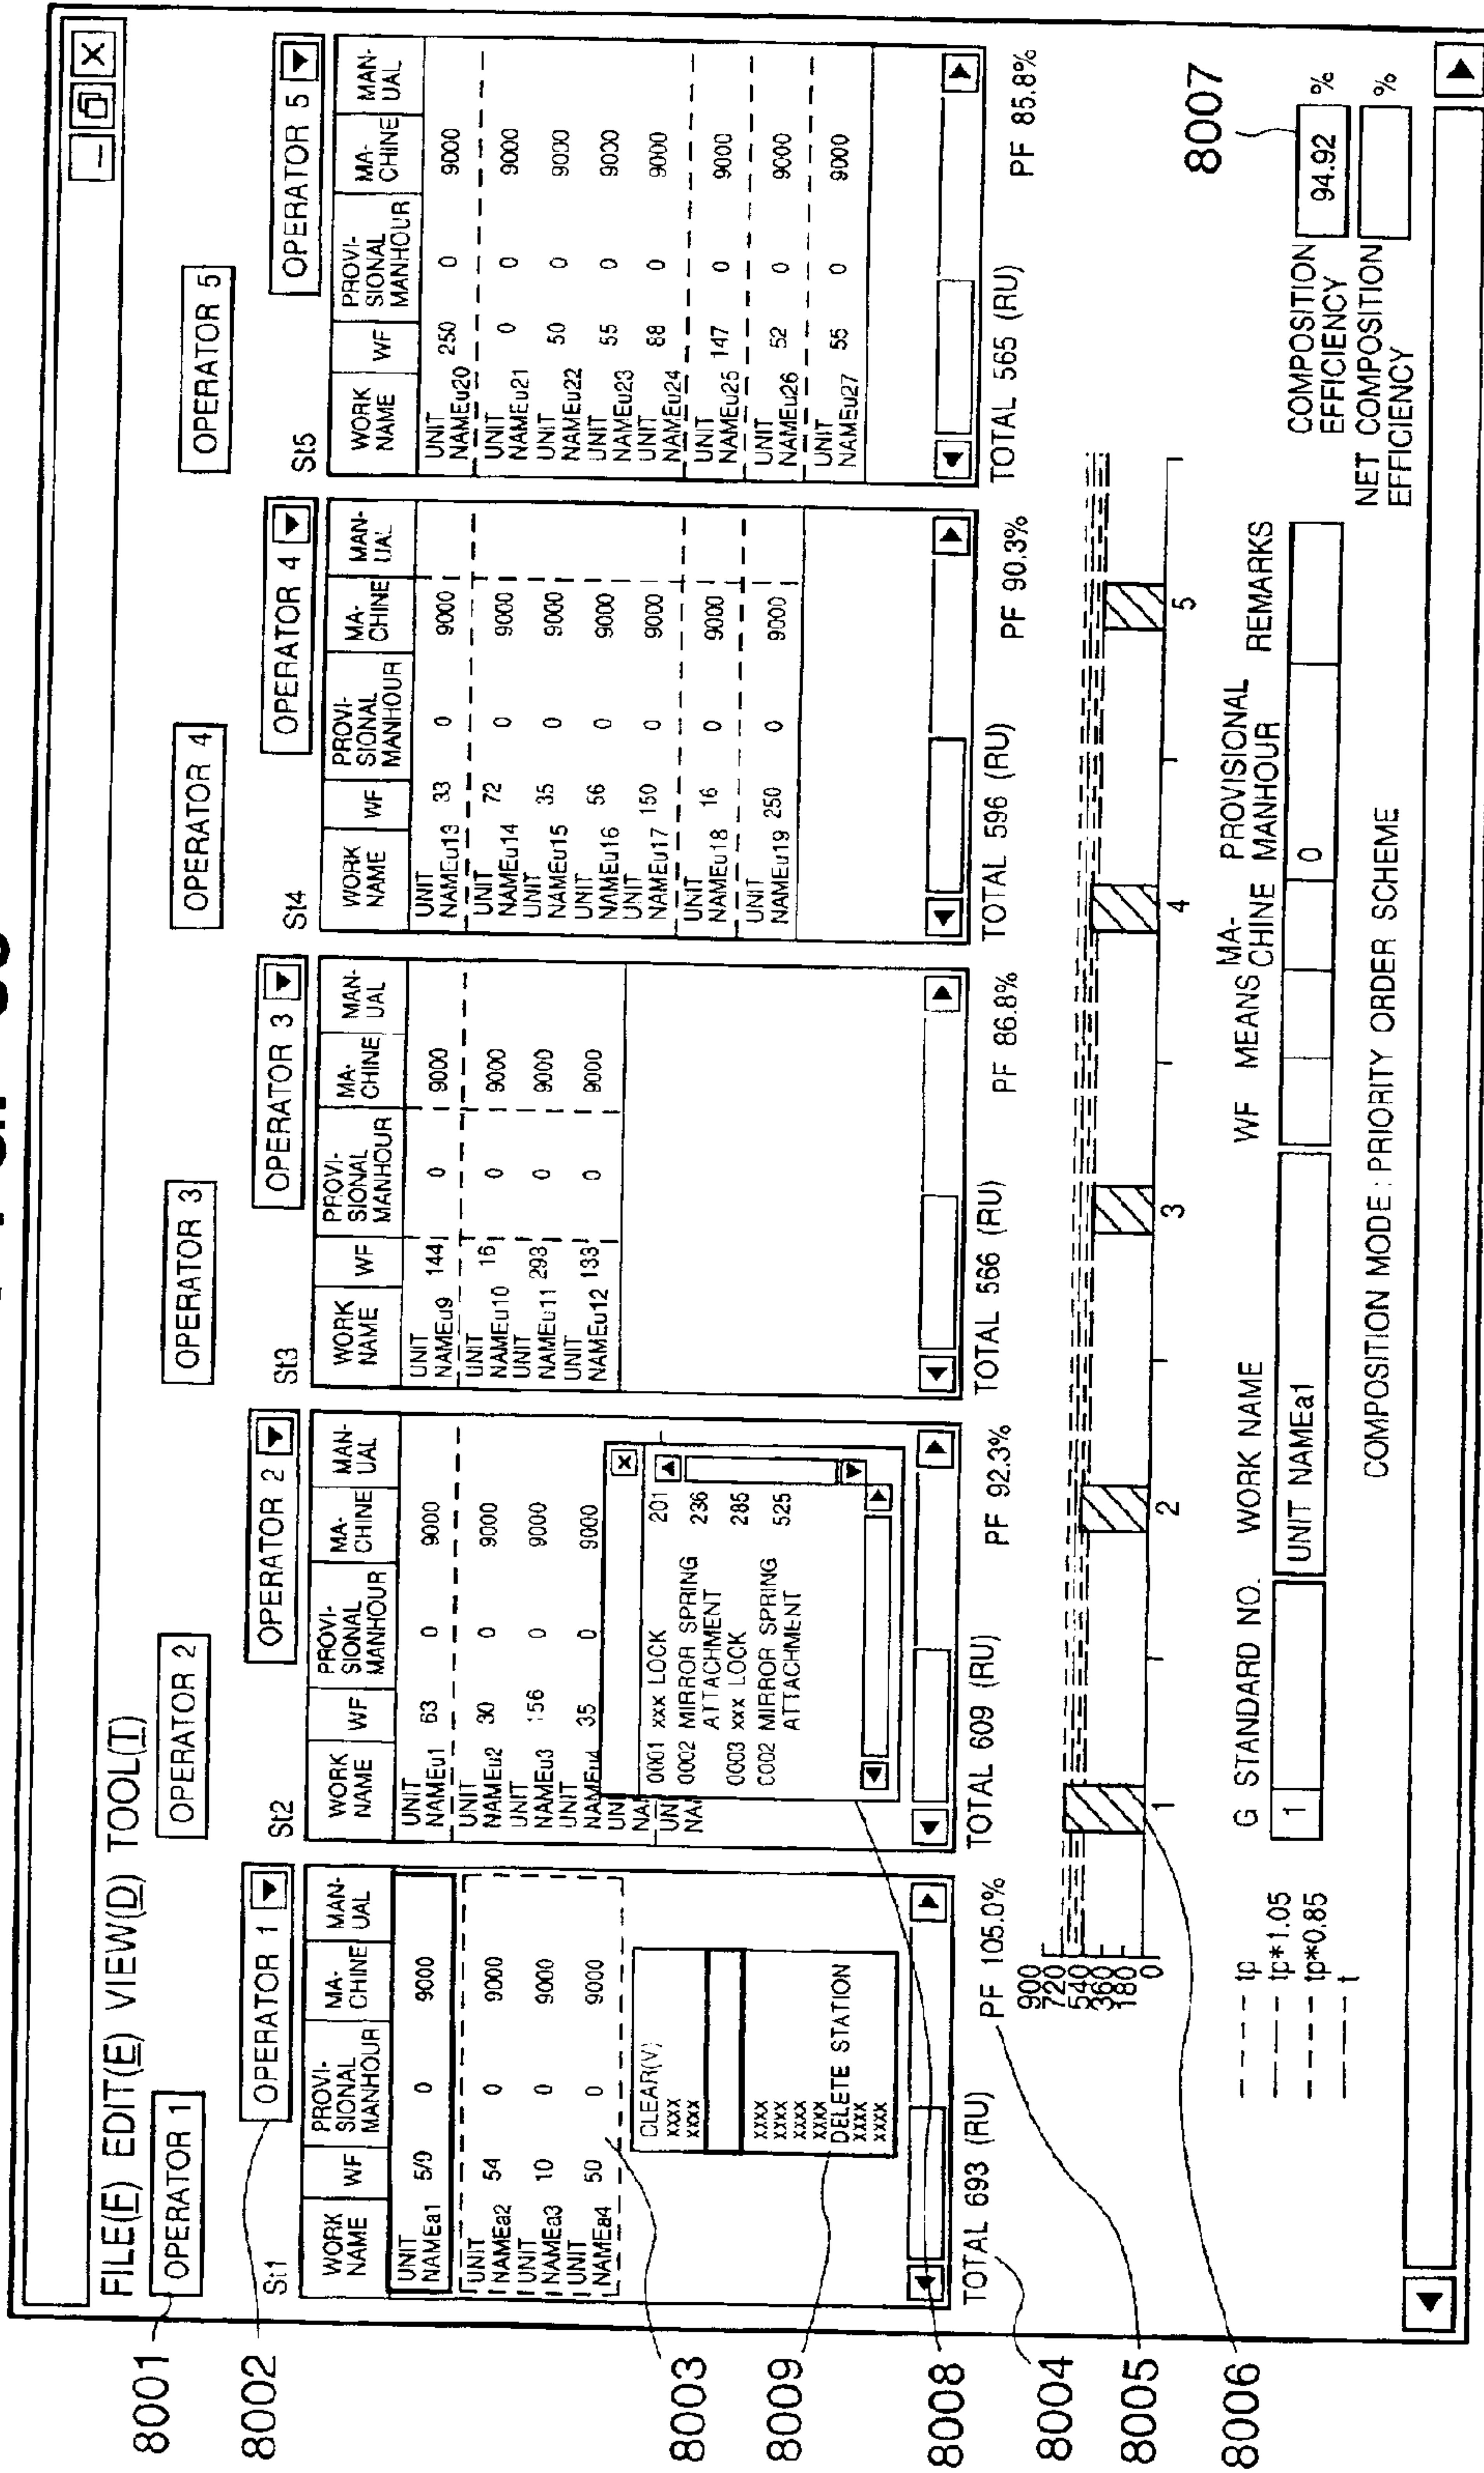 FILE(F) EDIT(E) VIEW(D) TOOL(T)
8001
OPERATOR 1
OPERATOR 2
OPERATOR 3
OPERATOR 4
OPERATOR 5
8002
St1
OPERATOR 1
WORK NAME WF PROVI-SIONAL MANHOUR MA-CHINE MAN-UAL
UNIT NAMEa1 5/9 0 9000
UNIT NAMEa2 54 0 9000
UNIT NAMEa3 10 0 9000
UNIT NAMEa4 50 0 9000
8003
CLEAR(V)
xxxx
xxxx
xxxx
xxxx
xxxx
xxxx
DELETE STATION
xxxx
xxxx
8009
TOTAL 693 (RU) PF 105.0%
8008
8004
8005
St2
OPERATOR 2
WORK NAME WF PROVI-SIONAL MANHOUR MA-CHINE MAN-UAL
UNIT NAMEu1 63 0 9000
UNIT NAMEu2 30 0 9000
UNIT NAMEu3 156 0 9000
UNIT NAMEu4 35 0 9000
0001 xxx LOCK 201
0002 MIRROR SPRING ATTACHMENT 236
0003 xxx LOCK 285
0002 MIRROR SPRING ATTACHMENT 525
TOTAL 609 (RU) PF 92.3%
St3
OPERATOR 3
WORK NAME WF PROVI-SIONAL MANHOUR MA-CHINE MAN-UAL
UNIT NAMEu9 144 0 9000
UNIT NAMEu10 16 0 9000
UNIT NAMEu11 293 0 9000
UNIT NAMEu12 133 0 9000
TOTAL 566 (RU) PF 86.8%
St4
OPERATOR 4
WORK NAME WF PROVI-SIONAL MANHOUR MA-CHINE MAN-UAL
UNIT NAMEu13 33 0 9000
UNIT NAMEu14 72 0 9000
UNIT NAMEu15 35 0 9000
UNIT NAMEu16 56 0 9000
UNIT NAMEu17 150 0 9000
UNIT NAMEu18 16 0 9000
UNIT NAMEu19 250 0 9000
TOTAL 596 (RU) PF 90.3%
St5
OPERATOR 5
WORK NAME WF PROVI-SIONAL MANHOUR MA-CHINE MAN-UAL
UNIT NAMEu20 250 0 9000
UNIT NAMEu21 0 0 9000
UNIT NAMEu22 50 0 9000
UNIT NAMEu23 55 0 9000
UNIT NAMEu24 88 0 9000
UNIT NAMEu25 147 0 9000
UNIT NAMEu26 52 0 9000
UNIT NAMEu27 55 0 9000
TOTAL 565 (RU) PF 85.8%
900
720
540
360
180
0
1 2 3 4 5
8006
tp
tp*1.05
tp*0.85
t
G STANDARD NO. WORK NAME WF MEANS MA-CHINE PROVISIONAL MANHOUR REMARKS
1 UNIT NAMEa1 0
8007
COMPOSITION EFFICIENCY 94.92 %
NET COMPOSITION EFFICIENCY %
COMPOSITION MODE : PRIORITY ORDER SCHEME